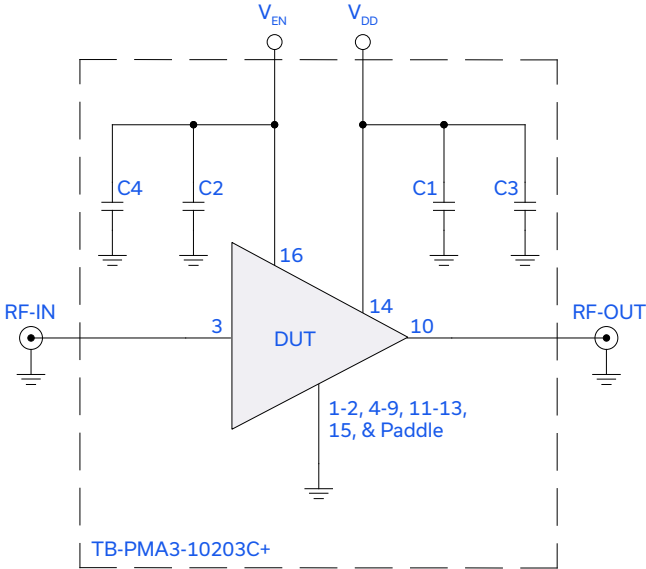 VEN
VDD
C4
C2
C1
C3
16
14
RF-IN
3
DUT
10
RF-OUT
1-2, 4-9, 11-13,
15, & Paddle
TB-PMA3-10203C+